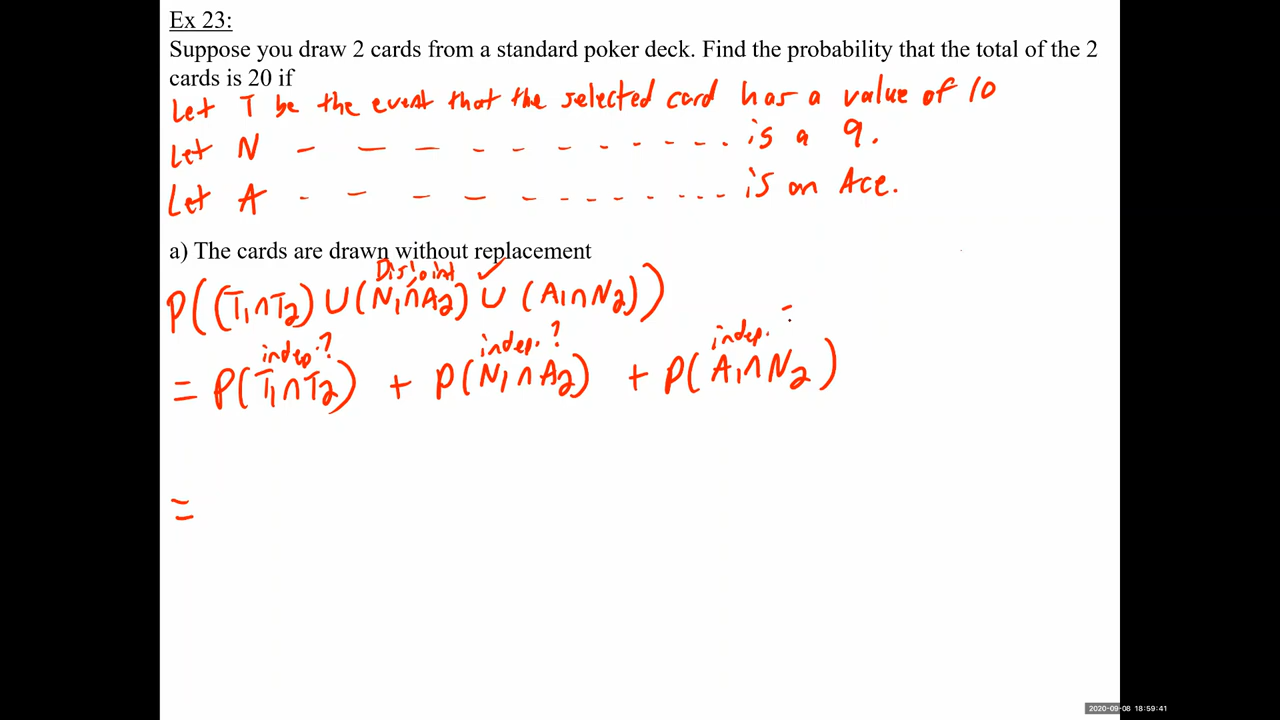 Ex 23:
Suppose you draw 2 cards from a standard poker deck. Find the probability that the total of the 2
cards is 20 if
Let T be the event that the selected card has a value of 10
Let N - - - - - - - - - - - is a 9.
Let A - - - - - - - - - - - is an Ace.
a) The cards are drawn without replacement
Disjoint ✓
P((T₁∩T₂) ∪ (N₁∩A₂) ∪ (A₁∩N₂))
indep.? indep.? indep.
= P(T₁∩T₂) + P(N₁∩A₂) + P(A₁∩N₂)
=
2020-09-08 18:59:41